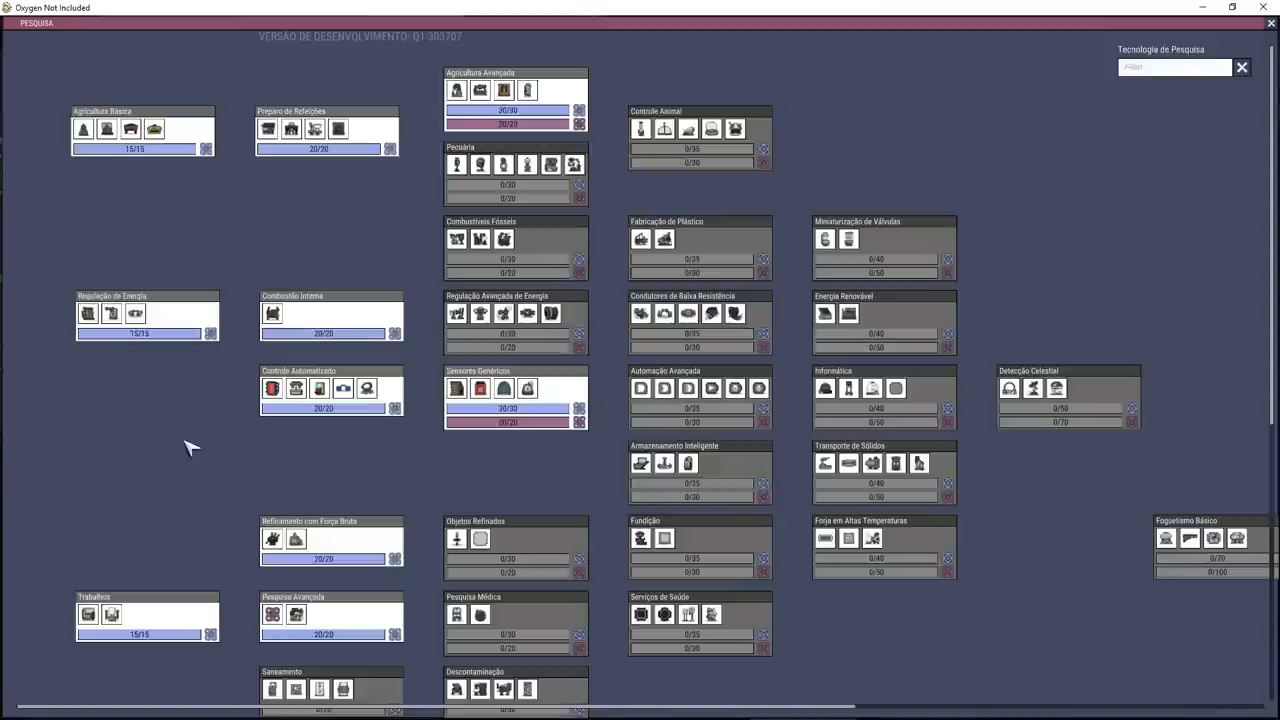 Oxygen Not Included
PESQUISA
VERSÃO DE DESENVOLVIMENTO: Q1-303707
Tecnologia de Pesquisa
Agricultura Avançada
30/30
20/20
Agricultura Básica
15/15
Preparo de Refeições
20/20
Controle Animal
0/35
0/30
Pecuária
0/30
0/20
Combustíveis Fósseis
0/30
0/20
Fabricação de Plástico
0/35
0/30
Miniaturização de Válvulas
0/40
0/50
Regulação de Energia
15/15
Combustão Interna
20/20
Regulação Avançada de Energia
0/30
0/20
Condutores de Baixa Resistência
0/35
0/30
Energia Renovável
0/40
0/50
Controle Automatizado
20/20
Sensores Genéricos
30/30
20/20
Automação Avançada
0/35
0/30
Informática
0/40
0/50
Detecção Celestial
0/50
0/70
Armazenamento Inteligente
0/35
0/30
Transporte de Sólidos
0/40
0/50
Refinamento com Força Bruta
20/20
Objetos Refinados
0/30
0/20
Fundição
0/35
0/30
Forja em Altas Temperaturas
0/40
0/50
Foguetismo Básico
0/70
0/100
Trabalhos
15/15
Pesquisa Avançada
20/20
Pesquisa Médica
0/30
0/20
Serviços de Saúde
0/35
0/30
Saneamento
0/20
Descontaminação